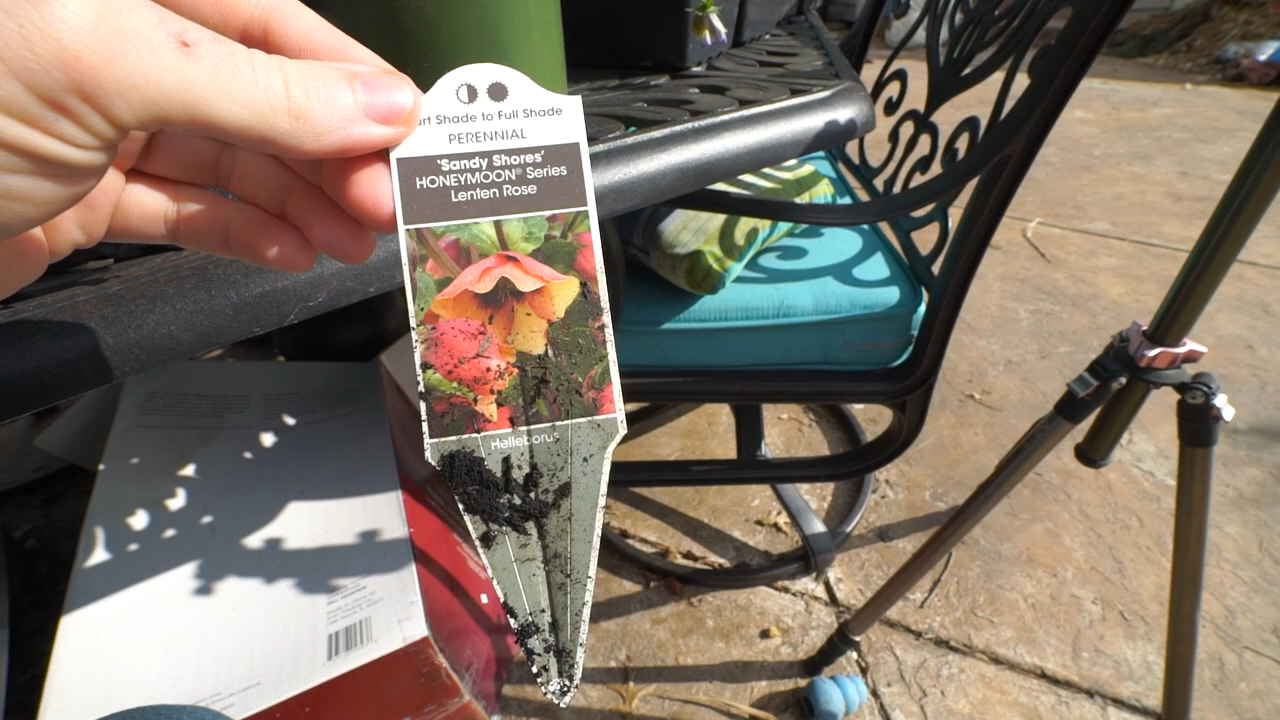 Part Shade to Full Shade
PERENNIAL
'Sandy Shores'
HONEYMOON® Series
Lenten Rose
Helleborus